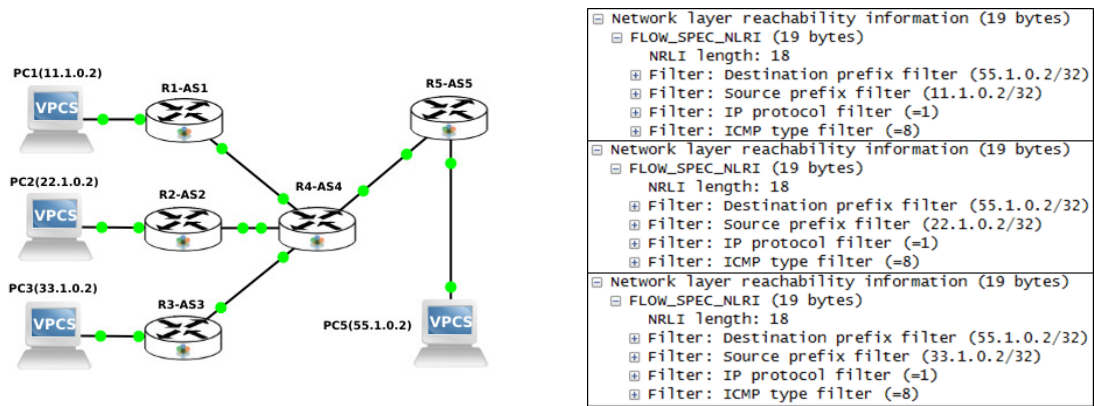 PC1(11.1.0.2)
VPCS
R1-AS1
R5-AS5
PC2(22.1.0.2)
VPCS
R2-AS2
R4-AS4
PC3(33.1.0.2)
VPCS
R3-AS3
PC5(55.1.0.2)
VPCS
Network layer reachability information (19 bytes)
FLOW_SPEC_NLRI (19 bytes)
NRLI length: 18
Filter: Destination prefix filter (55.1.0.2/32)
Filter: Source prefix filter (11.1.0.2/32)
Filter: IP protocol filter (=1)
Filter: ICMP type filter (=8)
Network layer reachability information (19 bytes)
FLOW_SPEC_NLRI (19 bytes)
NRLI length: 18
Filter: Destination prefix filter (55.1.0.2/32)
Filter: Source prefix filter (22.1.0.2/32)
Filter: IP protocol filter (=1)
Filter: ICMP type filter (=8)
Network layer reachability information (19 bytes)
FLOW_SPEC_NLRI (19 bytes)
NRLI length: 18
Filter: Destination prefix filter (55.1.0.2/32)
Filter: Source prefix filter (33.1.0.2/32)
Filter: IP protocol filter (=1)
Filter: ICMP type filter (=8)